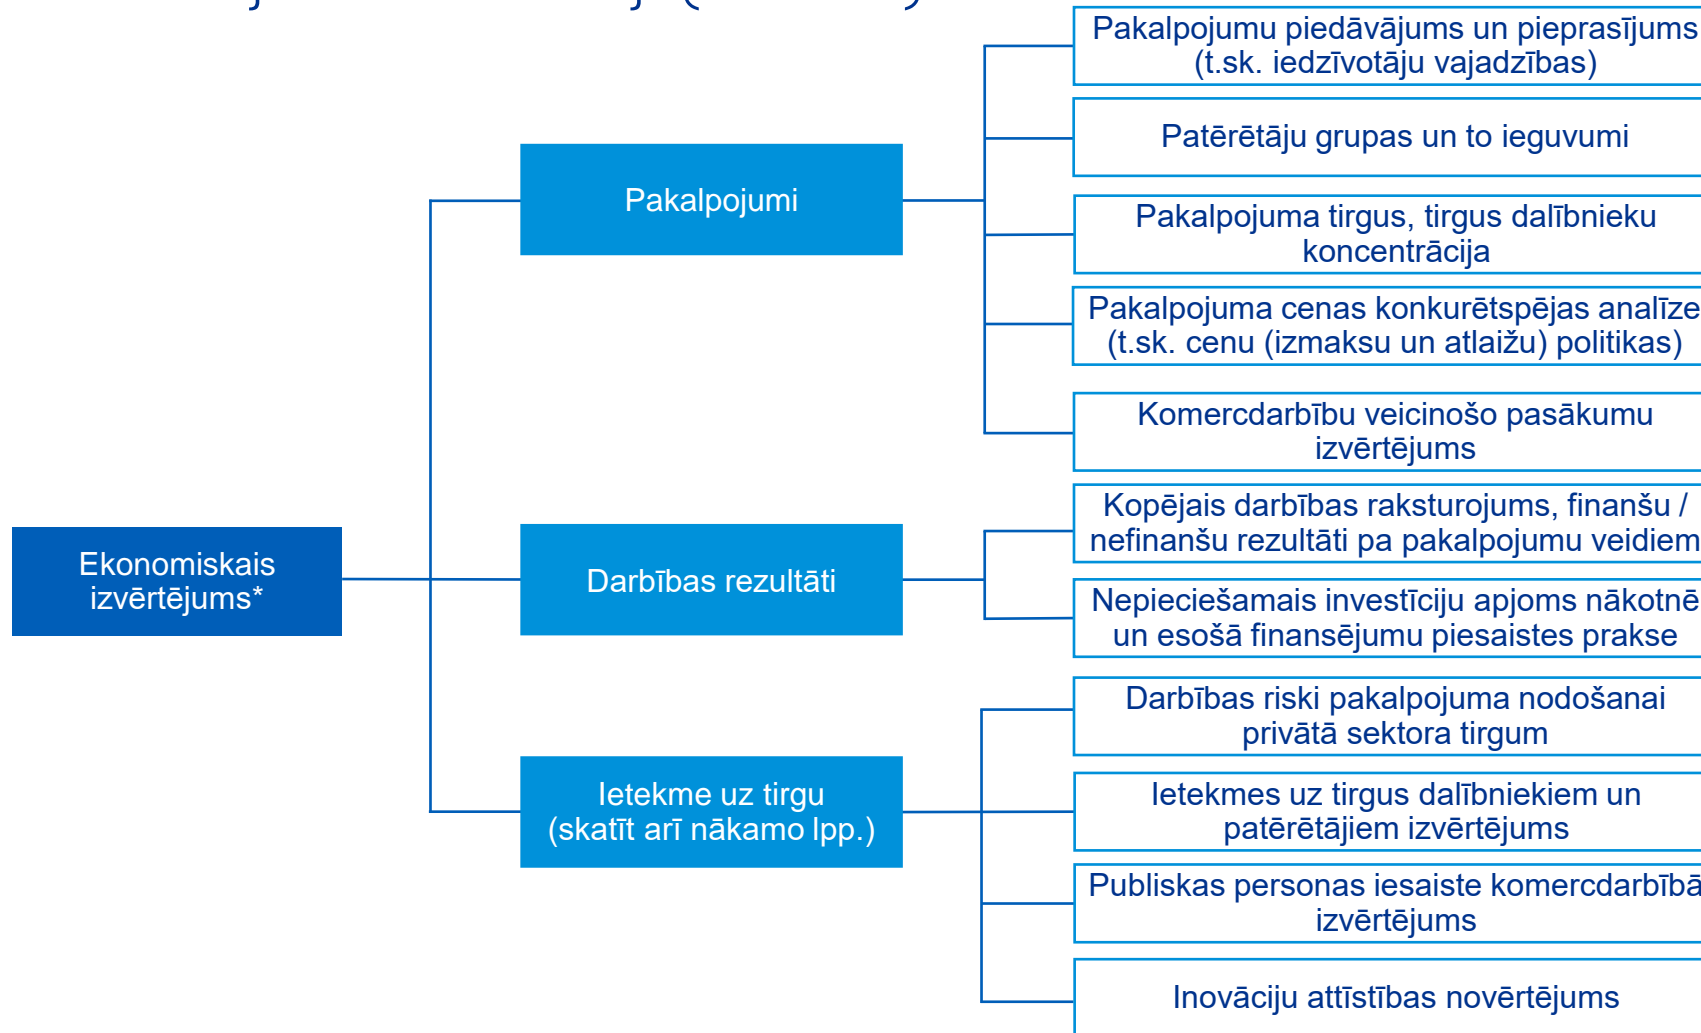 Pakalpojumu piedāvājums un pieprasījums
(t.sk. iedzīvotāju vajadzības)
Patērētāju grupas un to ieguvumi
Pakalpojumi
Pakalpojuma tirgus, tirgus dalībnieku
koncentrācija
Pakalpojuma cenas konkurētspējas analīze
(t.sk. cenu (izmaksu un atlaižu) politikas)
Komercdarbību veicinošo pasākumu
izvērtējums
Ekonomiskais
izvērtējums*
Darbības rezultāti
Kopējais darbības raksturojums, finanšu /
nefinanšu rezultāti pa pakalpojumu veidiem
Nepieciešamais investīciju apjoms nākotnē
un esošā finansējumu piesaistes prakse
Ietekme uz tirgu
(skatīt arī nākamo lpp.)
Darbības riski pakalpojuma nodošanai
privātā sektora tirgum
Ietekmes uz tirgus dalībniekiem un
patērētājiem izvērtējums
Publiskas personas iesaiste komercdarbībā
izvērtējums
Inovāciju attīstības novērtējums